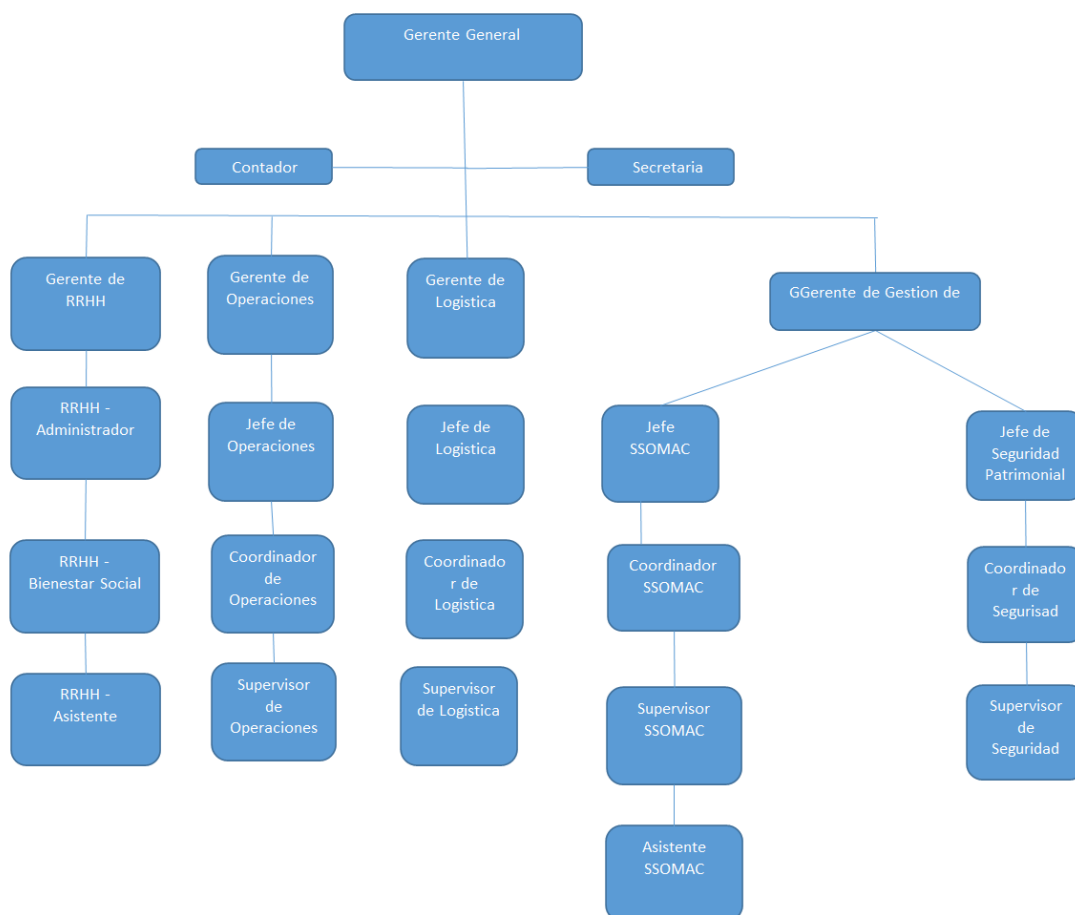 Gerente General
Contador
Secretaria
Gerente de
RRHH
Gerente de
Operaciones
Gerente de
Logistica
GGerente de Gestion de
RRHH -
Administrador
Jefe de
Operaciones
Jefe de
Logistica
Jefe
SSOMAC
Jefe de
Seguridad
Patrimonial
RRHH -
Bienestar Social
Coordinador
de
Operaciones
Coordinado
r de
Logistica
Coordinador
SSOMAC
Coordinado
r de
Segurisad
RRHH -
Asistente
Supervisor
de
Operaciones
Supervisor
de Logistica
Supervisor
SSOMAC
Supervisor
de
Seguridad
Asistente
SSOMAC